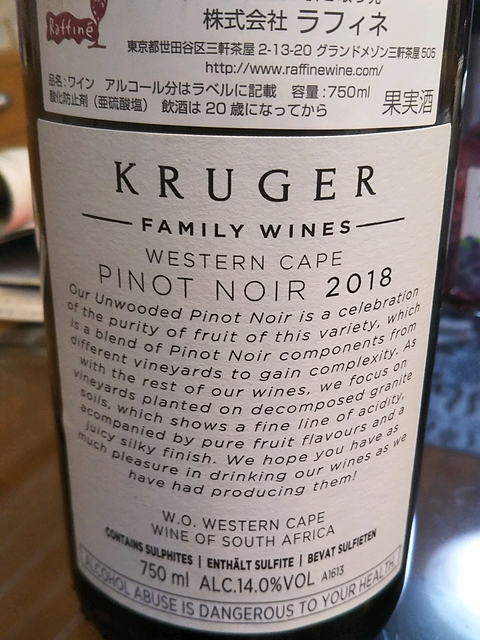 Raffiné
株式会社 ラフィネ
東京都世田谷区三軒茶屋 2-13-20 グランドメゾン三軒茶屋 505
http://www.raffinewine.com/
品名：ワイン アルコール分はラベルに記載 容量：750ml
酸化防止剤（亜硫酸塩） 飲酒は 20 歳になってから
果実酒
KRUGER
FAMILY WINES
WESTERN CAPE
PINOT NOIR 2018
Our Unwooded Pinot Noir is a celebration
of the purity of fruit of this variety, which
is a blend of Pinot Noir components from
different vineyards to gain complexity. As
with the rest of our wines, we focus on
vineyards planted on decomposed granite
soils, which shows a fine line of acidity,
acompanied by pure fruit flavours and a
juicy silky finish. We hope you have as
much pleasure in drinking our wines as we
have had producing them!
W.O. WESTERN CAPE
WINE OF SOUTH AFRICA
CONTAINS SULPHITES | ENTHÄLT SULFITE | BEVAT SULFIETEN
750 ml ALC.14.0%VOL A1613
ALCOHOL ABUSE IS DANGEROUS TO YOUR HEALTH.